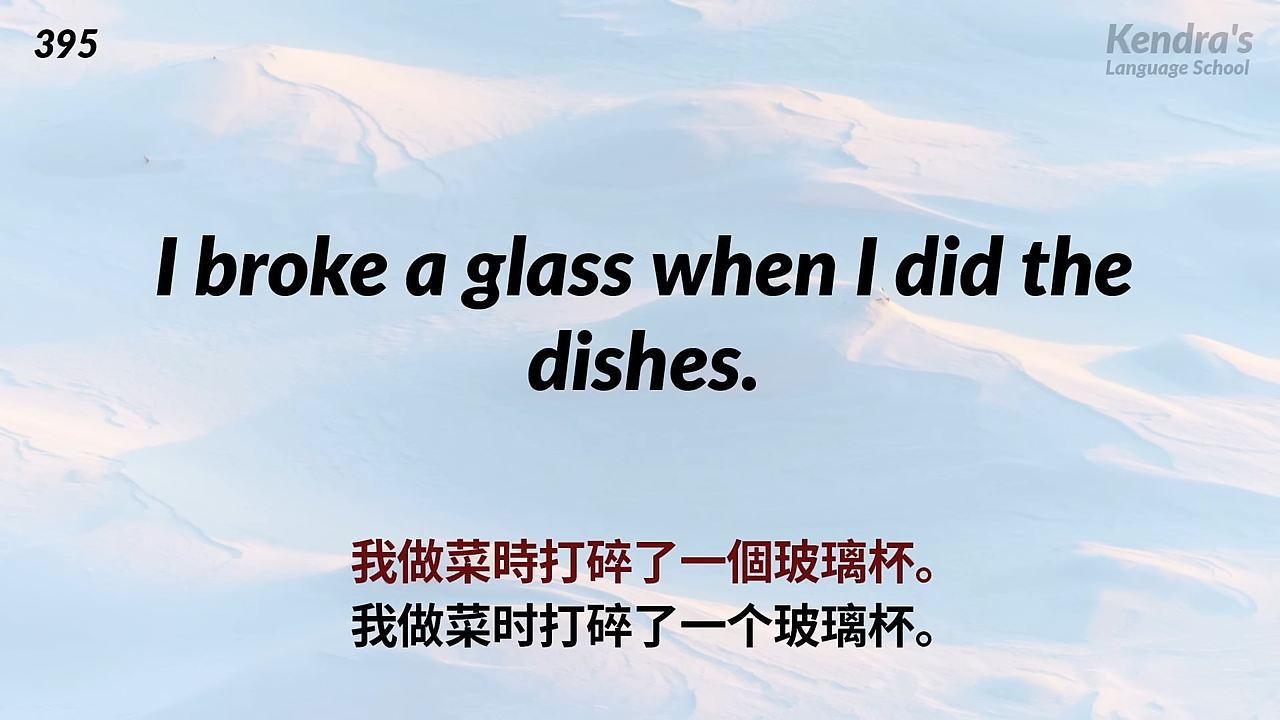 395
Kendra's
Language School
I broke a glass when I did the
dishes.
我做菜時打碎了一個玻璃杯。
我做菜时打碎了一个玻璃杯。